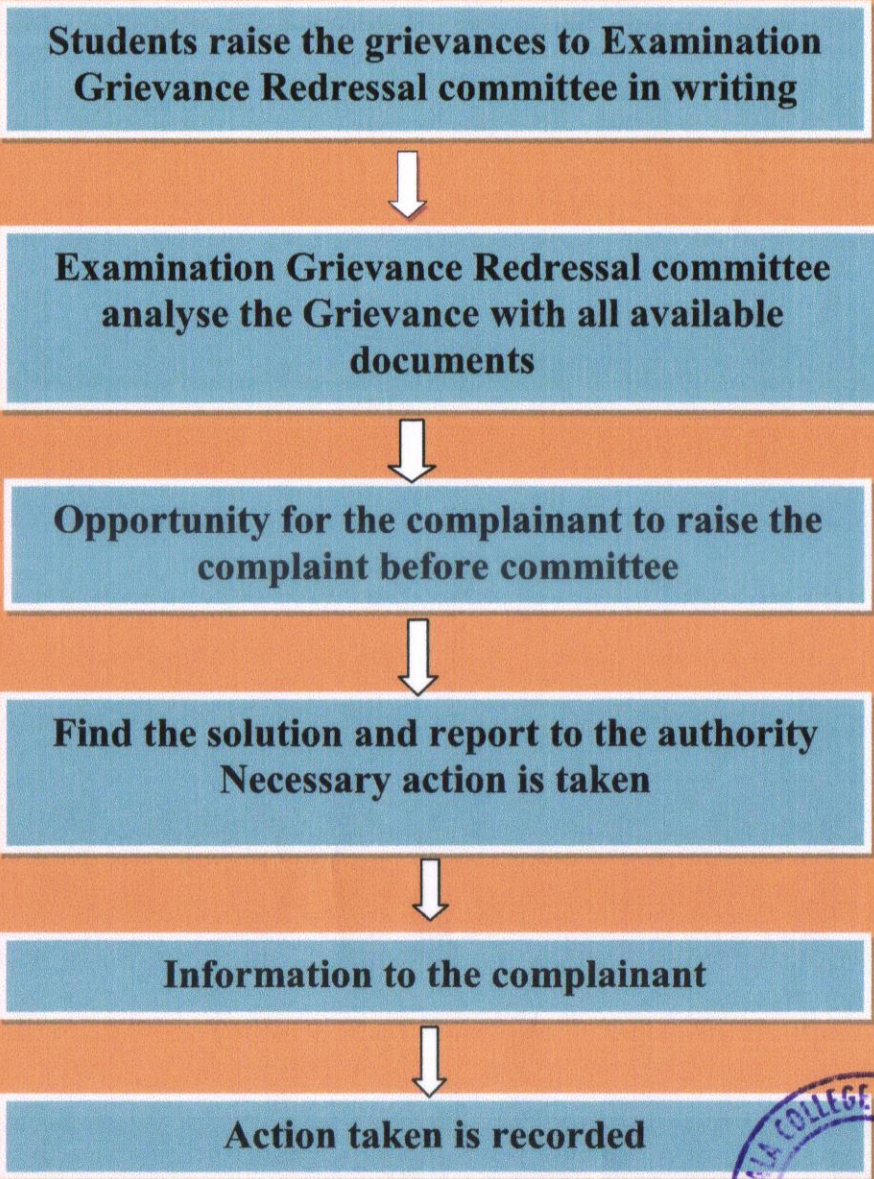 Students raise the grievances to Examination
Grievance Redressal committee in writing
Examination Grievance Redressal committee
analyse the Grievance with all available
documents
Opportunity for the complainant to raise the
complaint before committee
Find the solution and report to the authority
Necessary action is taken
Information to the complainant
Action taken is recorded
COLLEGE